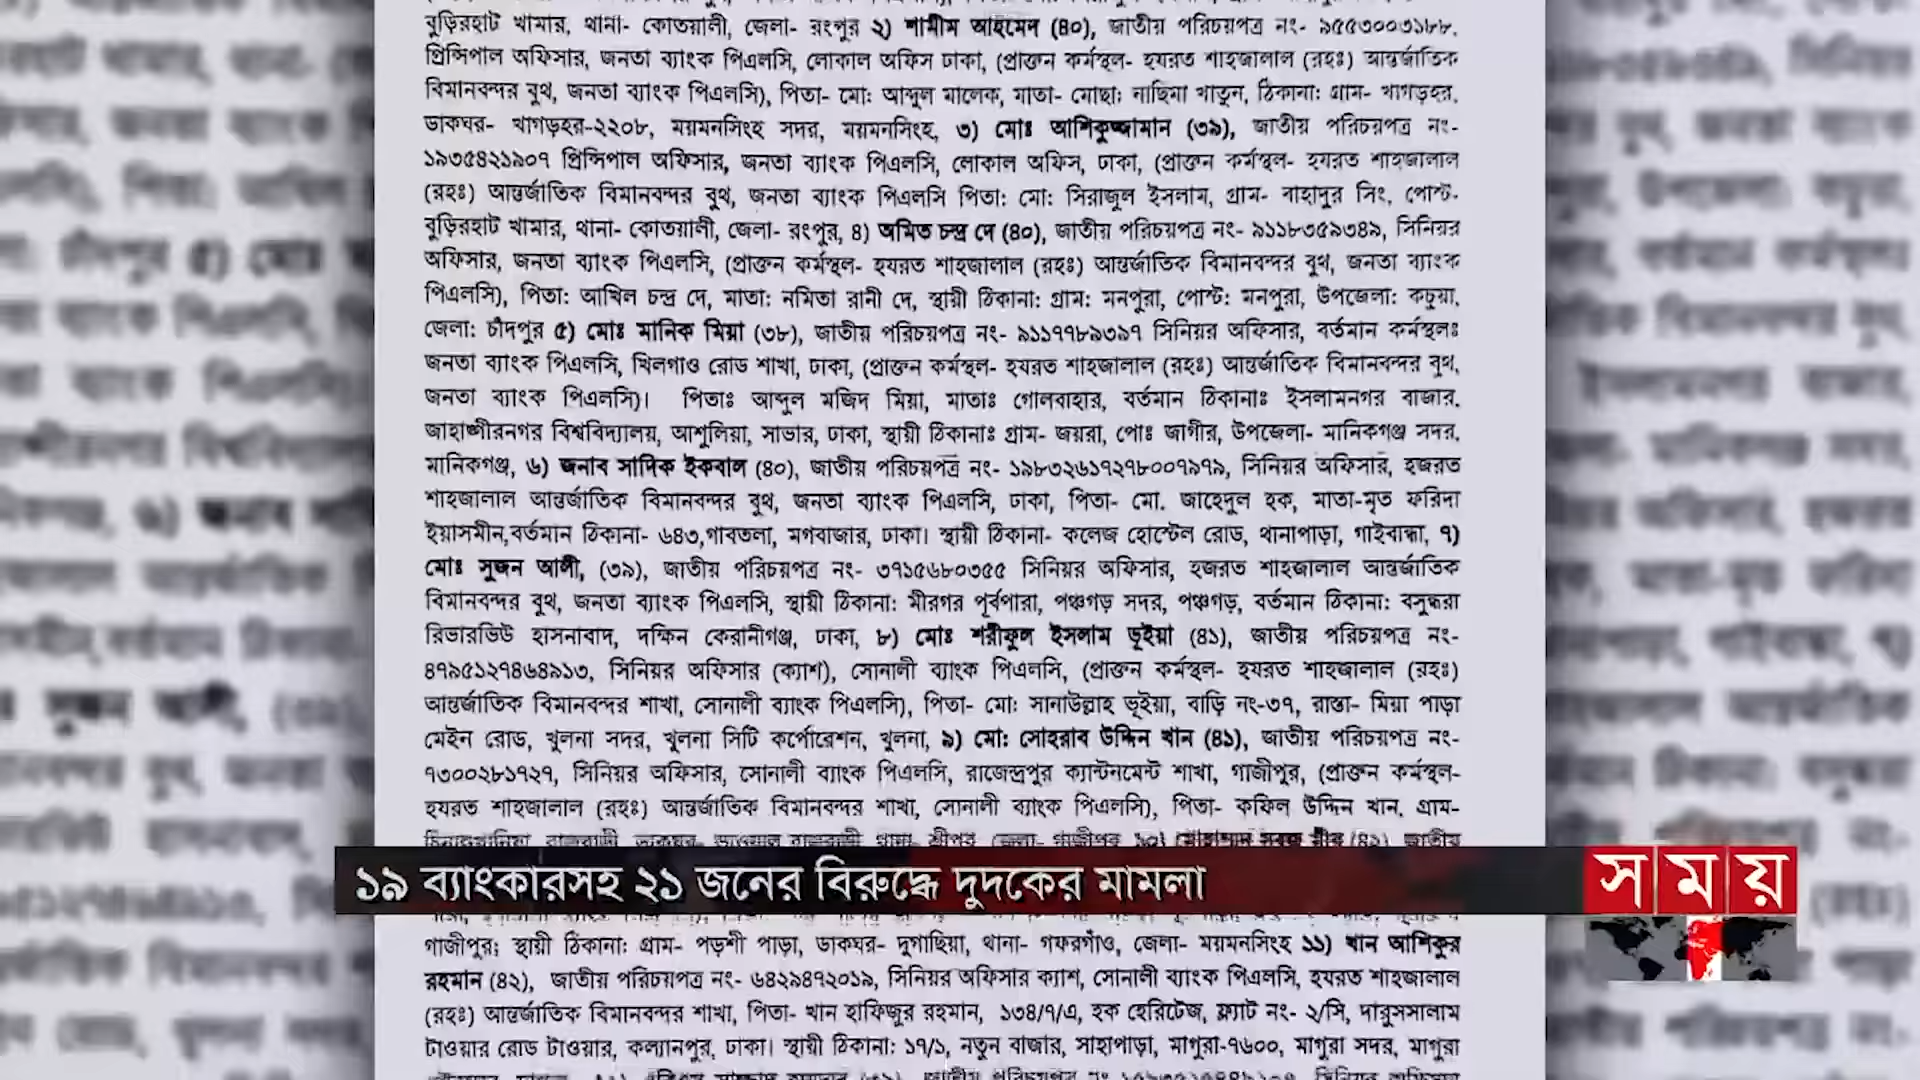 বুড়িরহাট খামার, থানা- কোতয়ালী, জেলা- রংপুর ২) শামীম আহমেদ (৪০), জাতীয় পরিচয়পত্র নং- ৯৫৫৩০০৩১৮৮,
প্রিন্সিপাল অফিসার, জনতা ব্যাংক পিএলসি, লোকাল অফিস ঢাকা, (প্রাক্তন কর্মস্থল- হযরত শাহজালাল (রহঃ) আন্তর্জাতিক
বিমানবন্দর বুথ, জনতা ব্যাংক পিএলসি), পিতা- মো: আব্দুল মালেক, মাতা- মোছা: নাছিমা খাতুন, ঠিকানা: গ্রাম- খাগড়হর,
ডাকঘর- খাগড়হর-২২০৮, ময়মনসিংহ সদর, ময়মনসিংহ, ৩) মোঃ আশিকুজ্জামান (৩৯), জাতীয় পরিচয়পত্র নং-
১৯৩৫৪২১৯০৭ প্রিন্সিপাল অফিসার, জনতা ব্যাংক পিএলসি, লোকাল অফিস, ঢাকা, (প্রাক্তন কর্মস্থল- হযরত শাহজালাল
(রহঃ) আন্তর্জাতিক বিমানবন্দর বুথ, জনতা ব্যাংক পিএলসি পিতা: মো: সিরাজুল ইসলাম, গ্রাম- বাহাদুর সিং, পোস্ট-
বুড়িরহাট খামার, থানা- কোতয়ালী, জেলা- রংপুর, ৪) অমিত চন্দ্র দে (৪০), জাতীয় পরিচয়পত্র নং- ৯১১৮৩৫৯৩৪৯, সিনিয়র
অফিসার, জনতা ব্যাংক পিএলসি, (প্রাক্তন কর্মস্থল- হযরত শাহজালাল (রহঃ) আন্তর্জাতিক বিমানবন্দর বুথ, জনতা ব্যাংক
পিএলসি), পিতা: আখিল চন্দ্র দে, মাতা: নমিতা রানী দে, স্থায়ী ঠিকানা: গ্রাম: মনপুরা, পোস্ট: মনপুরা, উপজেলা: কচুয়া,
জেলা: চাঁদপুর ৫) মোঃ মানিক মিয়া (৩৮), জাতীয় পরিচয়পত্র নং- ৯১১৭৭৮৯৩৯৭ সিনিয়র অফিসার, বর্তমান কর্মস্থলঃ
জনতা ব্যাংক পিএলসি, খিলগাও রোড শাখা, ঢাকা, (প্রাক্তন কর্মস্থল- হযরত শাহজালাল (রহঃ) আন্তর্জাতিক বিমানবন্দর বুথ,
জনতা ব্যাংক পিএলসি)। পিতাঃ আব্দুল মজিদ মিয়া, মাতাঃ গোলবাহার, বর্তমান ঠিকানাঃ ইসলামনগর বাজার,
জাহাঙ্গীরনগর বিশ্ববিদ্যালয়, আশুলিয়া, সাভার, ঢাকা, স্থায়ী ঠিকানাঃ গ্রাম- জয়রা, পোঃ জাগীর, উপজেলা- মানিকগঞ্জ সদর,
মানিকগঞ্জ, ৬) জনাব সাদিক ইকবাল (৪০), জাতীয় পরিচয়পত্র নং- ১৯৮৩২৬১৭২৭৮০০৭৯৭৯, সিনিয়র অফিসার, হজরত
শাহজালাল আন্তর্জাতিক বিমানবন্দর বুথ, জনতা ব্যাংক পিএলসি, ঢাকা, পিতা- মো. জাহেদুল হক, মাতা-মৃত ফরিদা
ইয়াসমীন,বর্তমান ঠিকানা- ৬৪৩,গাবতলা, মগবাজার, ঢাকা। স্থায়ী ঠিকানা- কলেজ হোস্টেল রোড, থানাপাড়া, গাইবান্ধা, ৭)
মোঃ সুজন আলী, (৩৯), জাতীয় পরিচয়পত্র নং- ৩৭১৫৬৮০৩৫৫ সিনিয়র অফিসার, হজরত শাহজালাল আন্তর্জাতিক
বিমানবন্দর বুথ, জনতা ব্যাংক পিএলসি, স্থায়ী ঠিকানা: মীরগর পূর্বপারা, পঞ্চগড় সদর, পঞ্চগড়, বর্তমান ঠিকানা: বসুন্ধরা
রিভারভিউ হাসনাবাদ, দক্ষিন কেরানীগঞ্জ, ঢাকা, ৮) মোঃ শরীফুল ইসলাম ভূইয়া (৪১), জাতীয় পরিচয়পত্র নং-
৪৭৯৫১২৭৪৬৪৯১৩, সিনিয়র অফিসার (ক্যাশ), সোনালী ব্যাংক পিএলসি, (প্রাক্তন কর্মস্থল- হযরত শাহজালাল (রহঃ)
আন্তর্জাতিক বিমানবন্দর শাখা, সোনালী ব্যাংক পিএলসি), পিতা- মো: সানাউল্লাহ ভূইয়া, বাড়ি নং-৩৭, রাস্তা- মিয়া পাড়া
মেইন রোড, খুলনা সদর, খুলনা সিটি কর্পোরেশন, খুলনা, ৯) মো: সোহরাব উদ্দিন খান (৪১), জাতীয় পরিচয়পত্র নং-
৭৩০০২৮১৭২৭, সিনিয়র অফিসার, সোনালী ব্যাংক পিএলসি, রাজেন্দ্রপুর ক্যান্টনমেন্ট শাখা, গাজীপুর, (প্রাক্তন কর্মস্থল-
হযরত শাহজালাল (রহঃ) আন্তর্জাতিক বিমানবন্দর শাখা, সোনালী ব্যাংক পিএলসি), পিতা- কফিল উদ্দিন খান, গ্রাম-
শ্রীপুর জেলা- গাজীপুর ১০) (৪২) জাতীয়
১৯ ব্যাংকারসহ ২১ জনের বিরুদ্ধে দুদকের মামলা
সময়
গাজীপুর; স্থায়ী ঠিকানা: গ্রাম- পড়শী পাড়া, ডাকঘর- দুগাছিয়া, থানা- গফরগাঁও, জেলা- ময়মনসিংহ ১১) খান আশিকুর
রহমান (৪২), জাতীয় পরিচয়পত্র নং- ৬৪২৯৪৭২০১৯, সিনিয়র অফিসার ক্যাশ, সোনালী ব্যাংক পিএলসি, হযরত শাহজালাল
(রহঃ) আন্তর্জাতিক বিমানবন্দর শাখা, পিতা- খান হাফিজুর রহমান, ১৩৪/৭/এ, হক হেরিটেজ, ফ্ল্যাট নং- ২/সি, দারুসসালাম
টাওয়ার রোড টাওয়ার, কল্যানপুর, ঢাকা। স্থায়ী ঠিকানা: ১৭/১, নতুন বাজার, সাহাপাড়া, মাগুরা-৭৬০০, মাগুরা সদর, মাগুরা